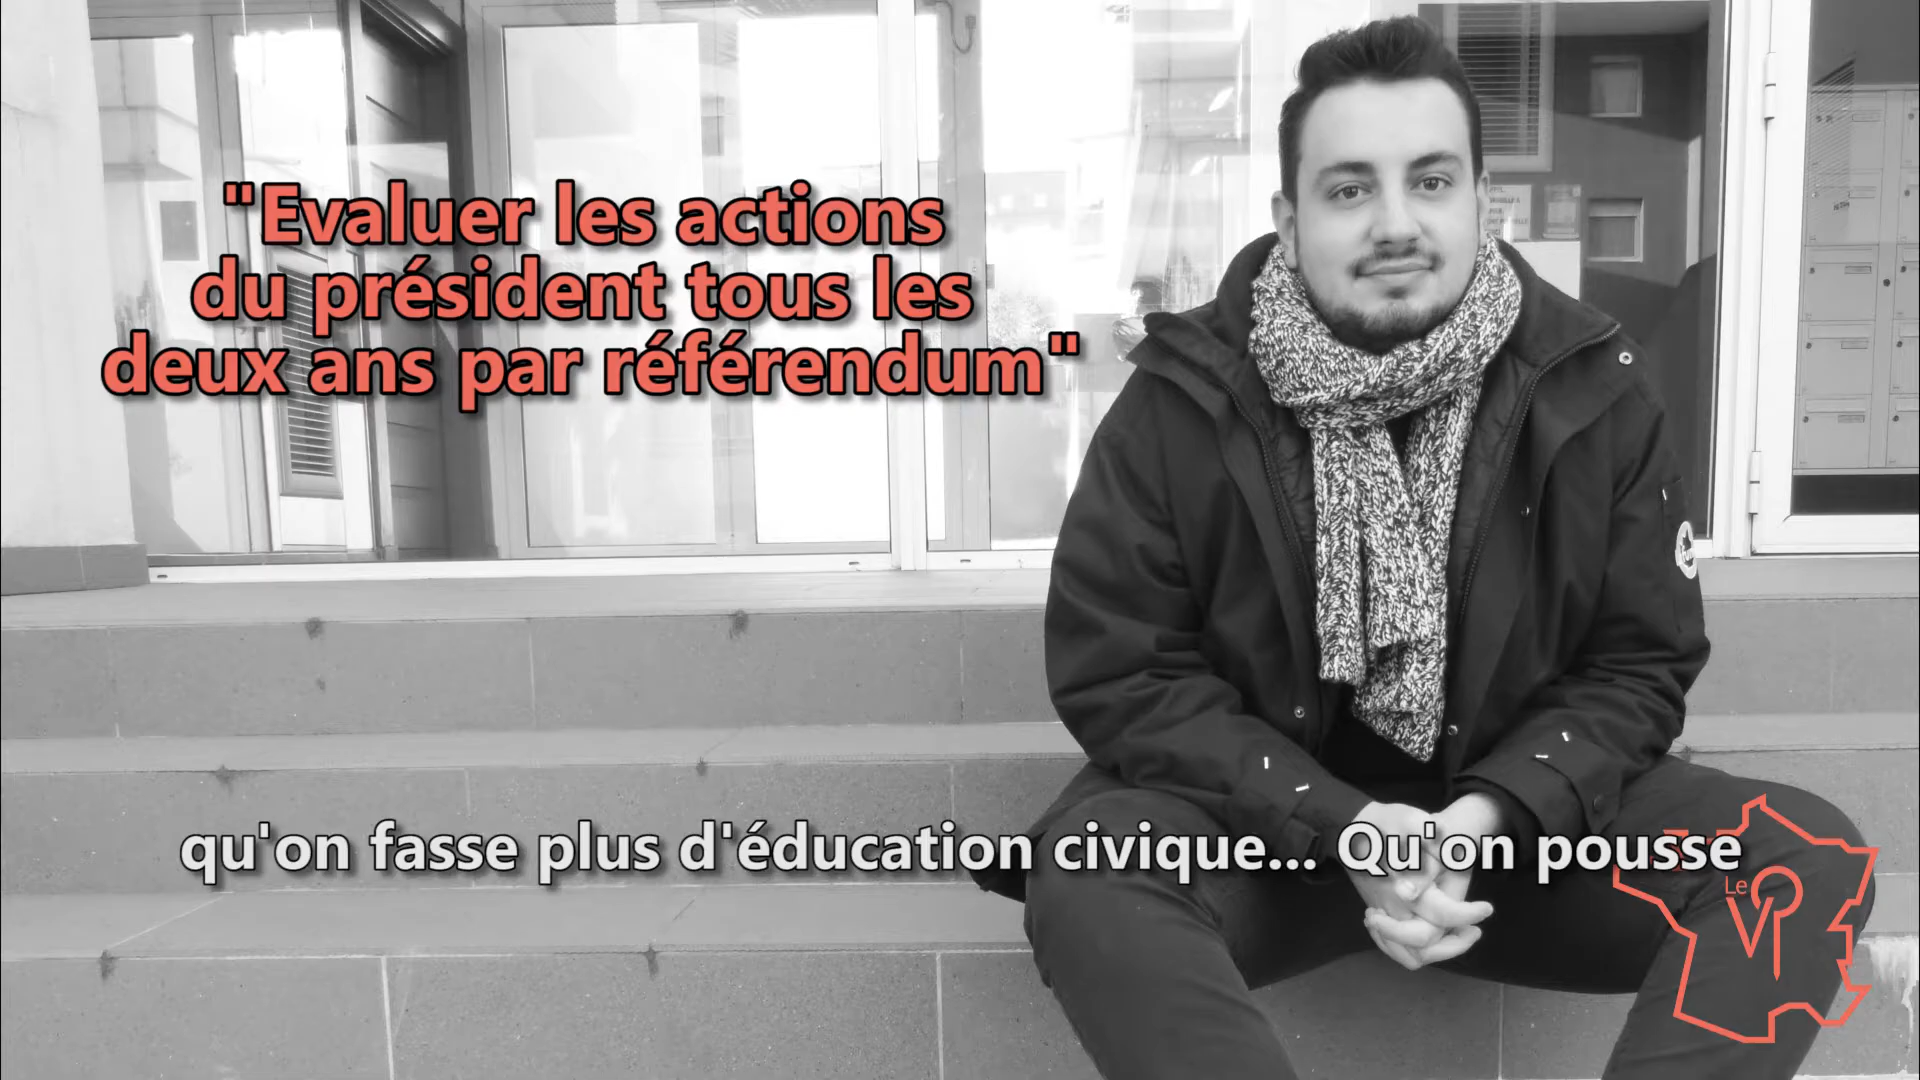 "Evaluer les actions
du président tous les
deux ans par référendum"
qu'on fasse plus d'éducation civique... Qu'on pousse
Le
VP